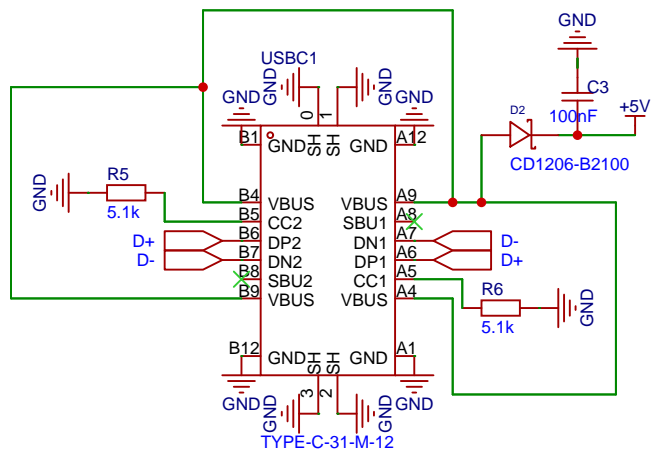 GND
USBC1
GND
GND
GND
GND
GND
C3
100nF
+5V
D2
CD1206-B2100
0
1
B1
GND
SH
SH
GND
A12
R5
5.1k
GND
B4
VBUS
VBUS
A9
B5
CC2
SBU1
A8
D+
B6
DP2
DN1
A7
D-
D-
B7
DN2
DP1
A6
D+
B8
SBU2
CC1
A5
B9
VBUS
VBUS
A4
R6
5.1k
GND
B12
GND
SH
SH
GND
A1
GND
GND
3
2
GND
GND
TYPE-C-31-M-12